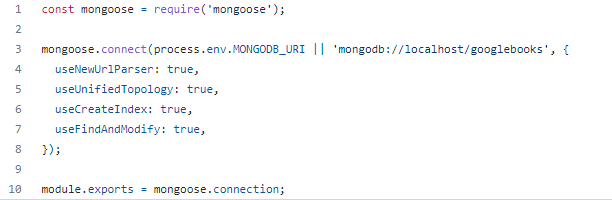 1 const mongoose = require('mongoose');
2
3 mongoose.connect(process.env.MONGODB_URI || 'mongodb://localhost/googlebooks', {
4   useNewUrlParser: true,
5   useUnifiedTopology: true,
6   useCreateIndex: true,
7   useFindAndModify: true,
8 });
9
10 module.exports = mongoose.connection;